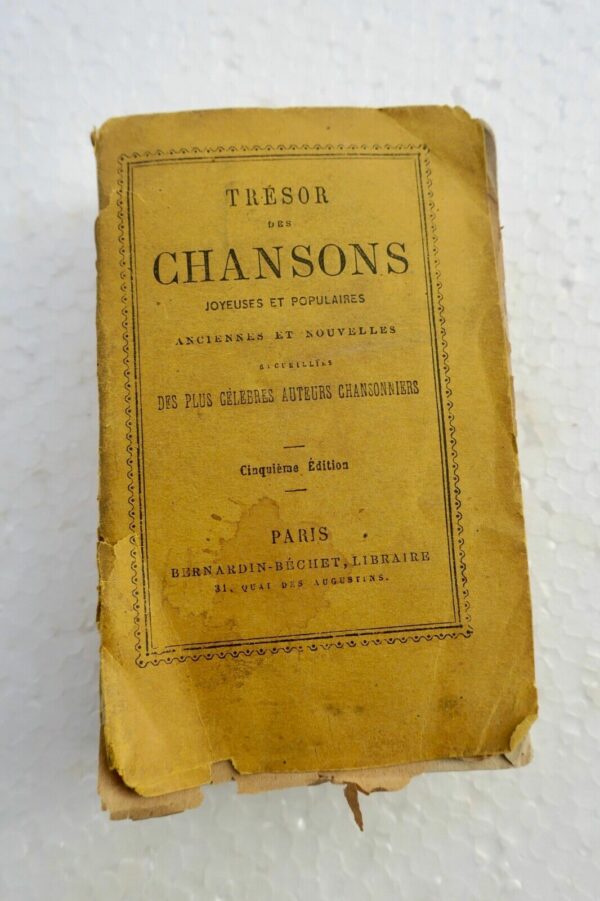 TRÉSOR
DES
CHANSONS
JOYEUSES ET POPULAIRES
ANCIENNES ET NOUVELLES
RECUEILLIES
DES PLUS CÉLÈBRES AUTEURS CHANSONNIERS
Cinquième Édition
PARIS
BERNARDIN-BÉCHET, LIBRAIRE
31, QUAI DES AUGUSTINS.